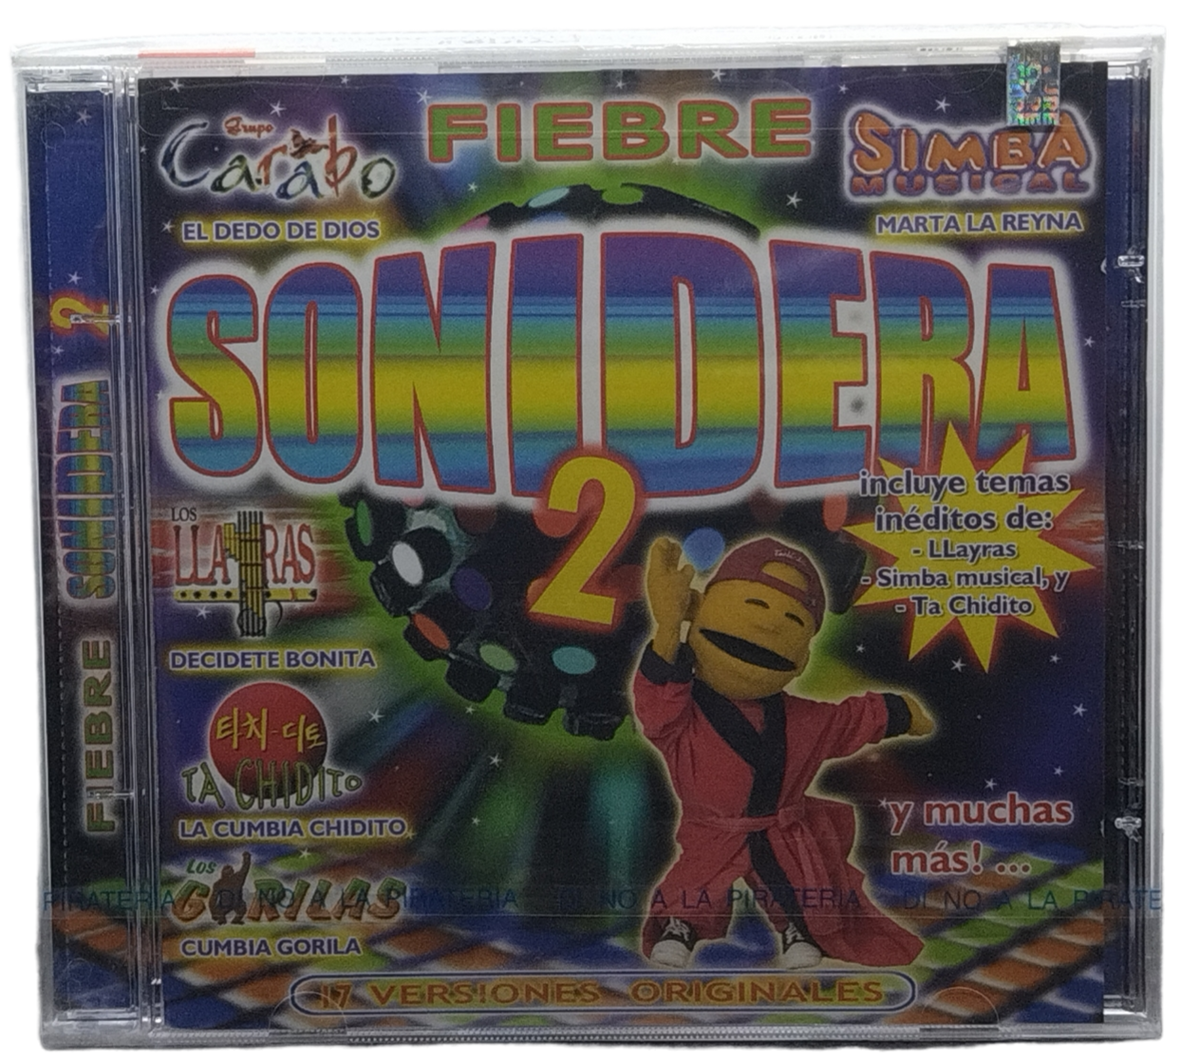 FIEBRE
Grupo
Carabo
EL DEDO DE DIOS
SIMBA
MUSICAL
MARTA LA REYNA
SONIDERA
2
incluye temas
inéditos de:
- LLayras
- Simba musical, y
- Ta Chidito
LOS
LLAYRAS
DECIDETE BONITA
타치-디토
TA CHIDITO
LA CUMBIA CHIDITO
LOS
GORILAS
CUMBIA GORILA
y muchas
más! ...
PIRATERIA DI NO A LA PIRATERIA DI NO A LA PIRATERIA DI NO A LA PIRATE
17 VERSIONES ORIGINALES
FIEBRE SONIDERA 2